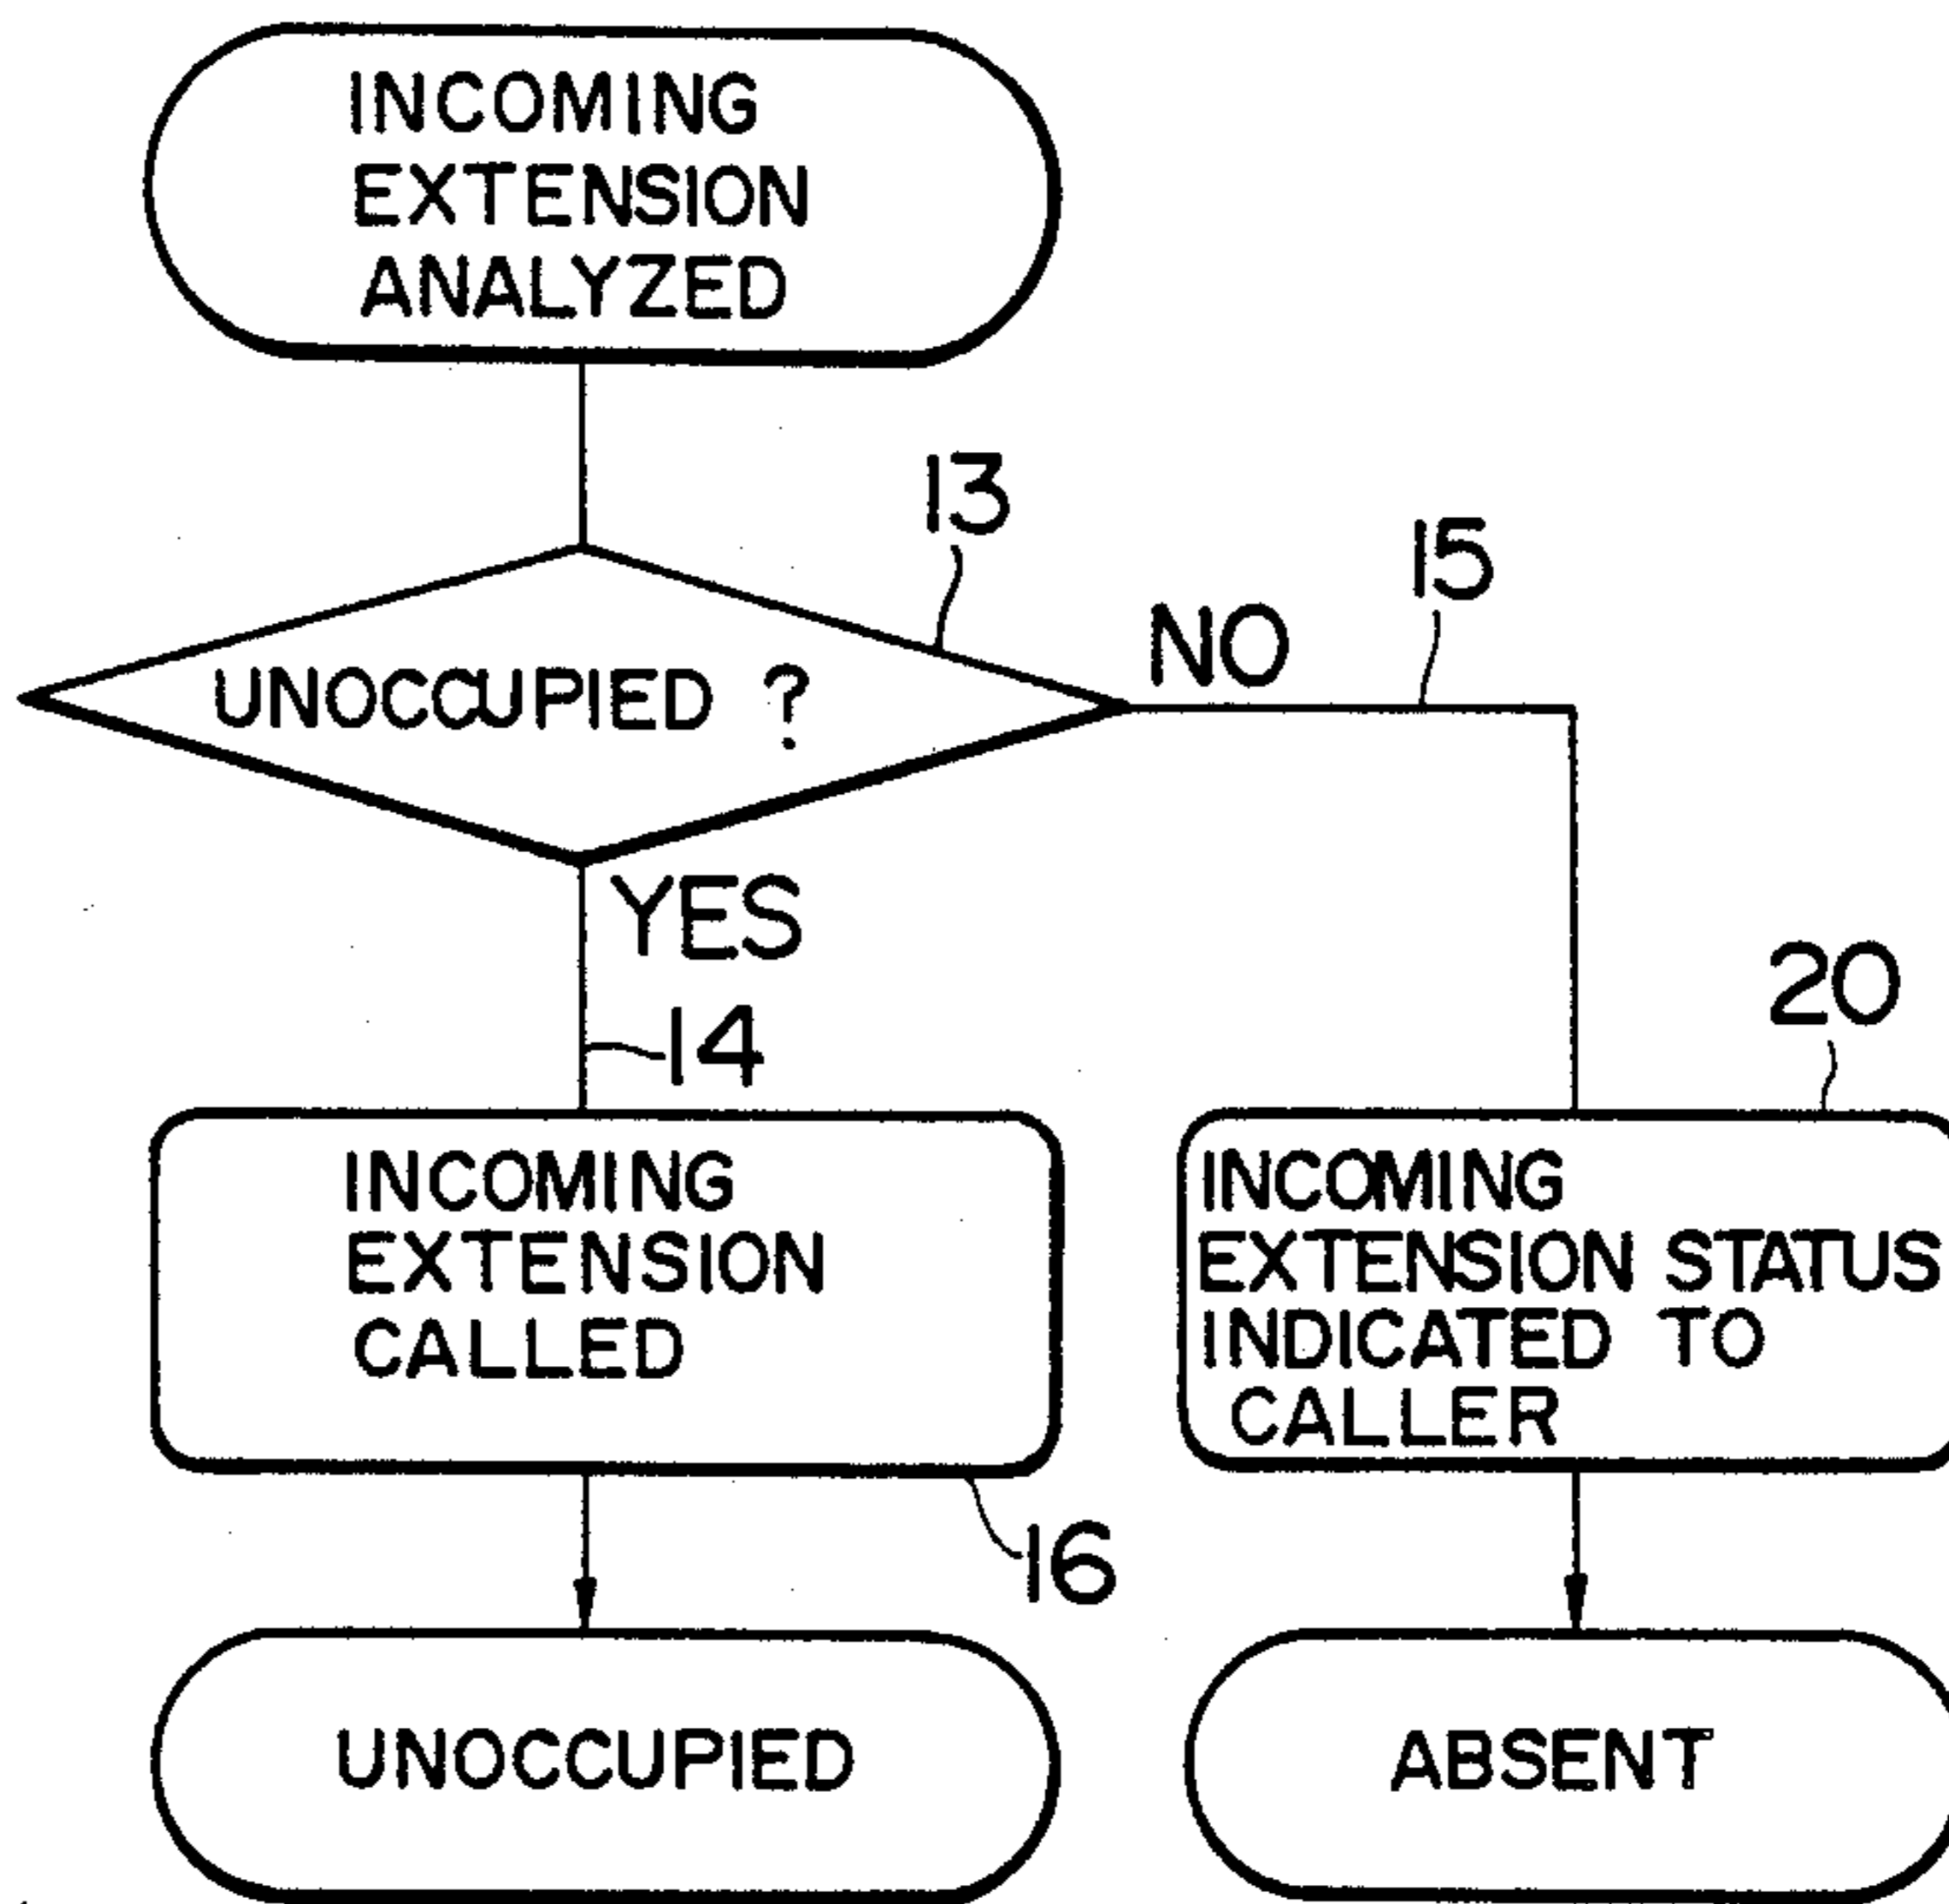 INCOMING
EXTENSION
ANALYZED
13
15
NO
UNOCCUPIED ?
YES
20
14
INCOMING
EXTENSION
CALLED
INCOMING
EXTENSION STATUS
INDICATED TO
CALLER
16
UNOCCUPIED
ABSENT